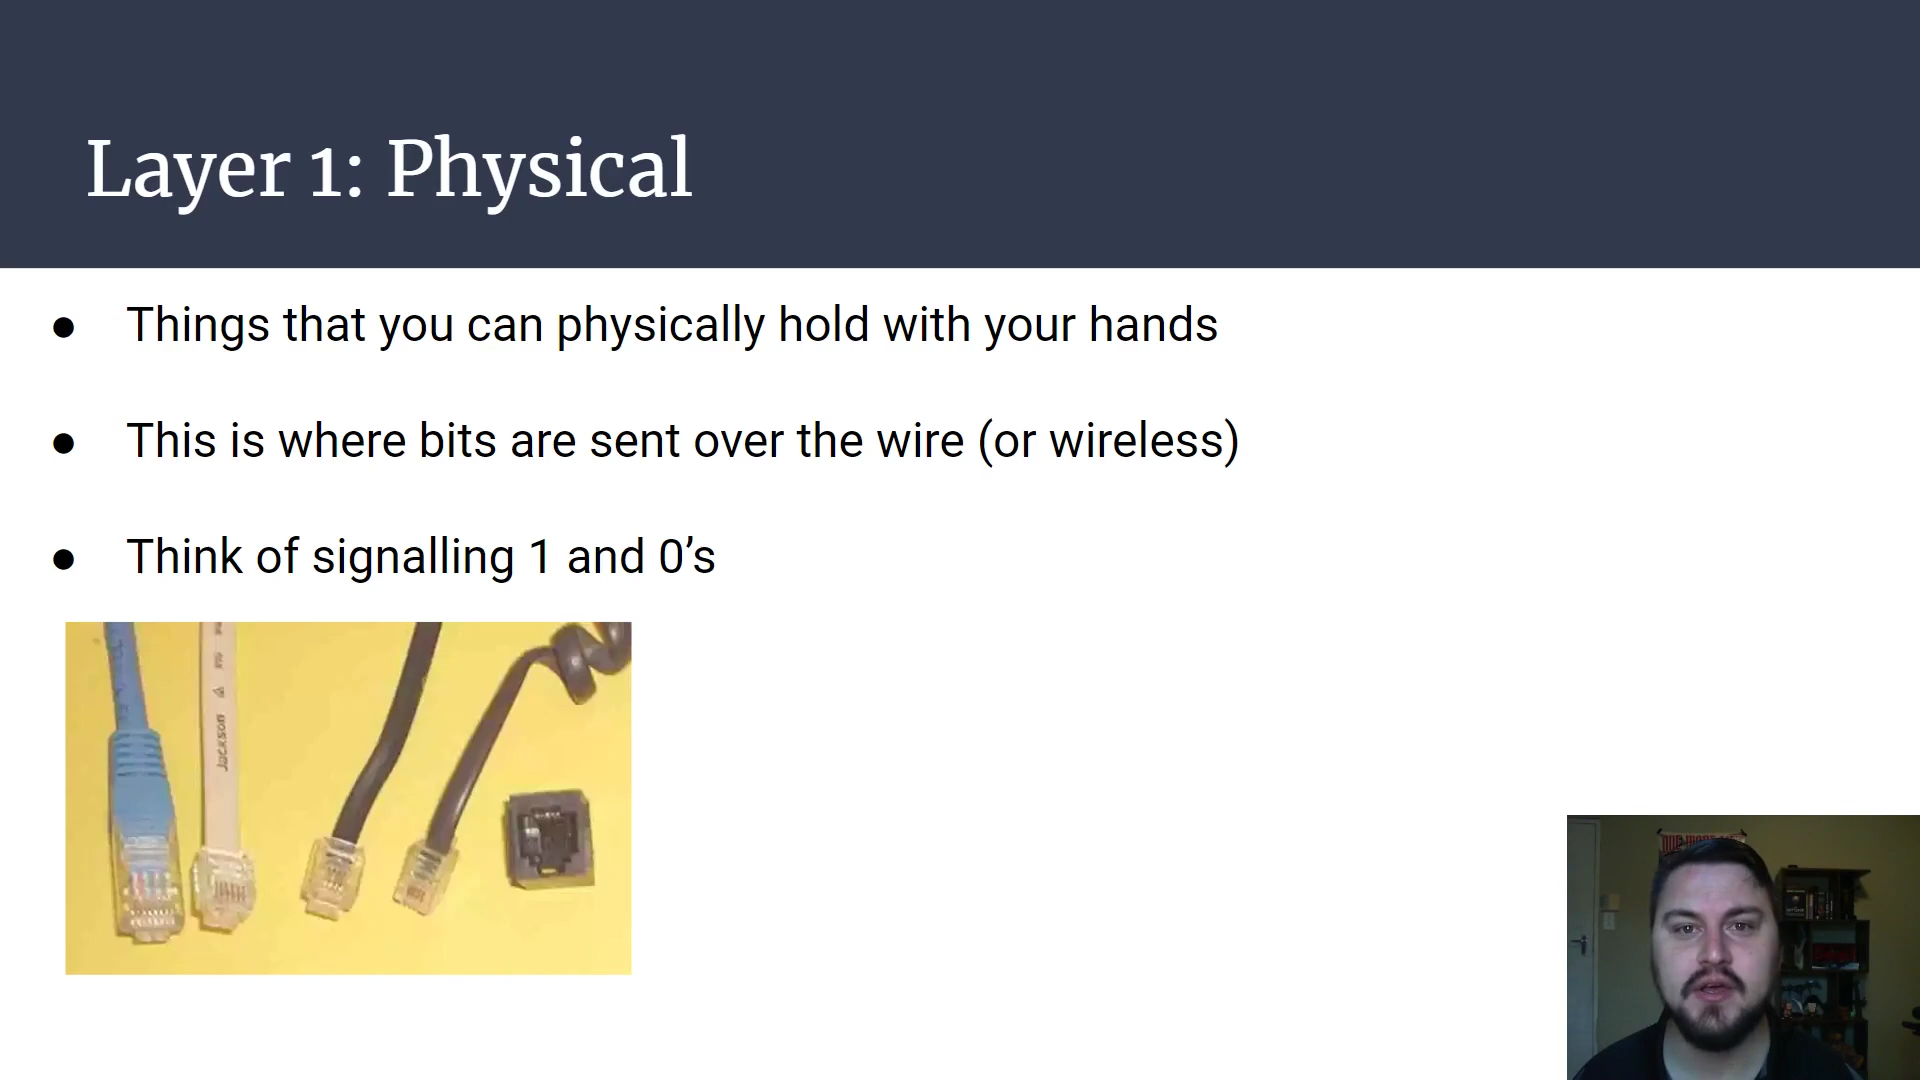 Layer 1: Physical
● Things that you can physically hold with your hands
● This is where bits are sent over the wire (or wireless)
● Think of signalling 1 and 0’s
Jackson